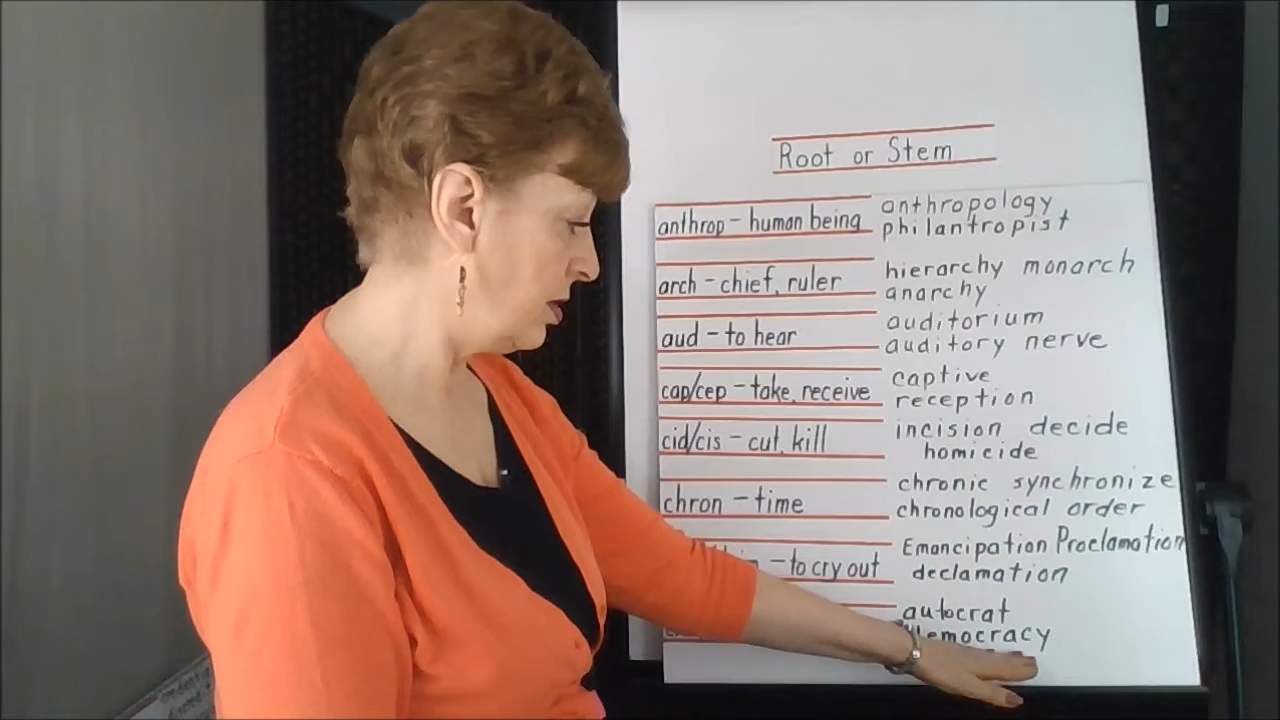 Root or Stem
anthrop – human being
anthropology
philantropist
arch – chief, ruler
hierarchy monarch
anarchy
aud – to hear
auditorium
auditory nerve
cap/cep – take, receive
captive
reception
cid/cis – cut, kill
incision decide
homicide
chron – time
chronic synchronize
chronological order
– to cry out
Emancipation Proclamation
declamation
autocrat
democracy